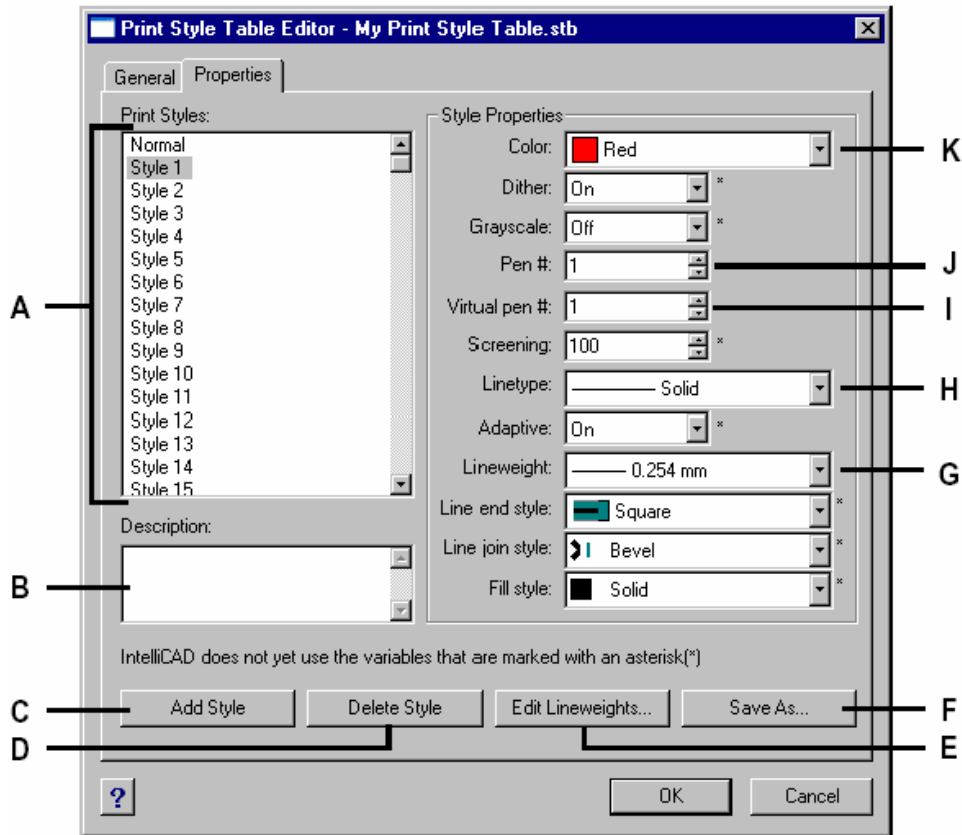 Print Style Table Editor - My Print Style Table.stb
General Properties
Print Styles:
Normal
Style 1
Style 2
Style 3
Style 4
Style 5
Style 6
Style 7
Style 8
Style 9
Style 10
Style 11
Style 12
Style 13
Style 14
Style 15
A
Description:
B
Style Properties
Color: Red K
Dither: On *
Grayscale: Off *
Pen #: 1 J
Virtual pen #: 1 I
Screening: 100 *
Linetype: Solid H
Adaptive: On *
Lineweight: 0.254 mm G
Line end style: Square *
Line join style: Bevel *
Fill style: Solid *
IntelliCAD does not yet use the variables that are marked with an asterisk(*)
C Add Style Delete Style Edit Lineweights... Save As... F
D E
? OK Cancel